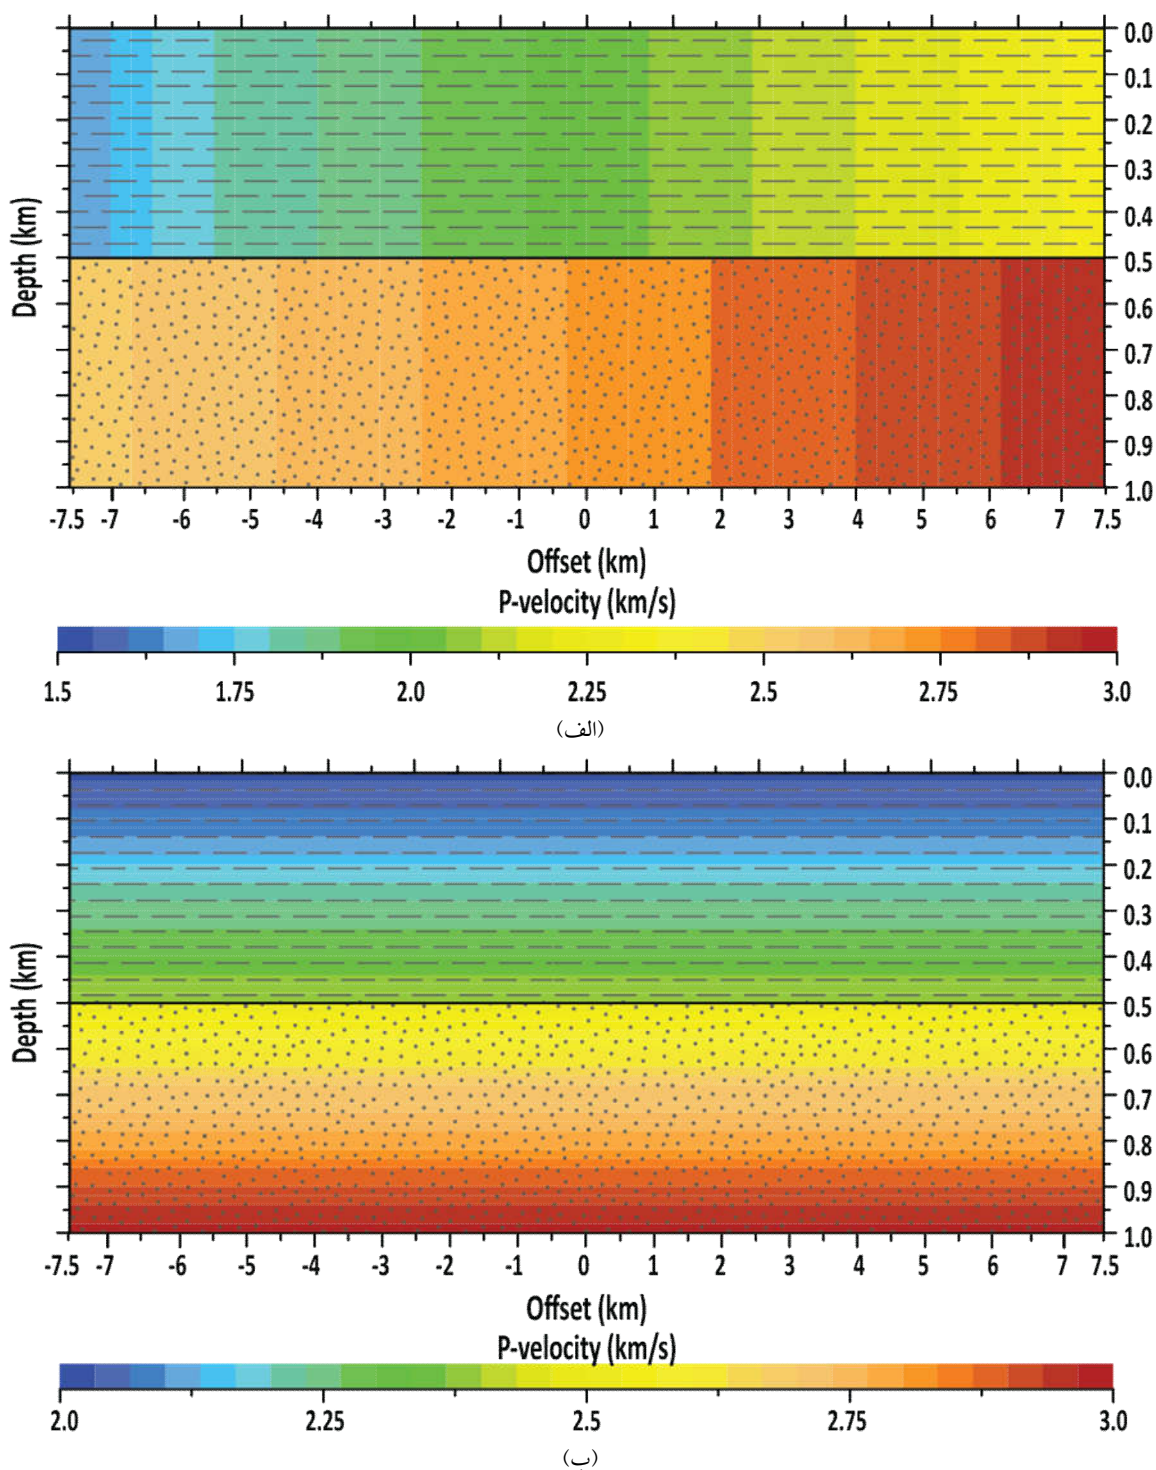 0.0
0.1
0.2
0.3
0.4
0.5
0.6
0.7
0.8
0.9
1.0
Depth (km)
-7.5 -7 -6 -5 -4 -3 -2 -1 0 1 2 3 4 5 6 7 7.5
Offset (km)
P-velocity (km/s)
1.5 1.75 2.0 2.25 2.5 2.75 3.0
(الف)
0.0
0.1
0.2
0.3
0.4
0.5
0.6
0.7
0.8
0.9
1.0
Depth (km)
-7.5 -7 -6 -5 -4 -3 -2 -1 0 1 2 3 4 5 6 7 7.5
Offset (km)
P-velocity (km/s)
2.0 2.25 2.5 2.75 3.0
(ب)